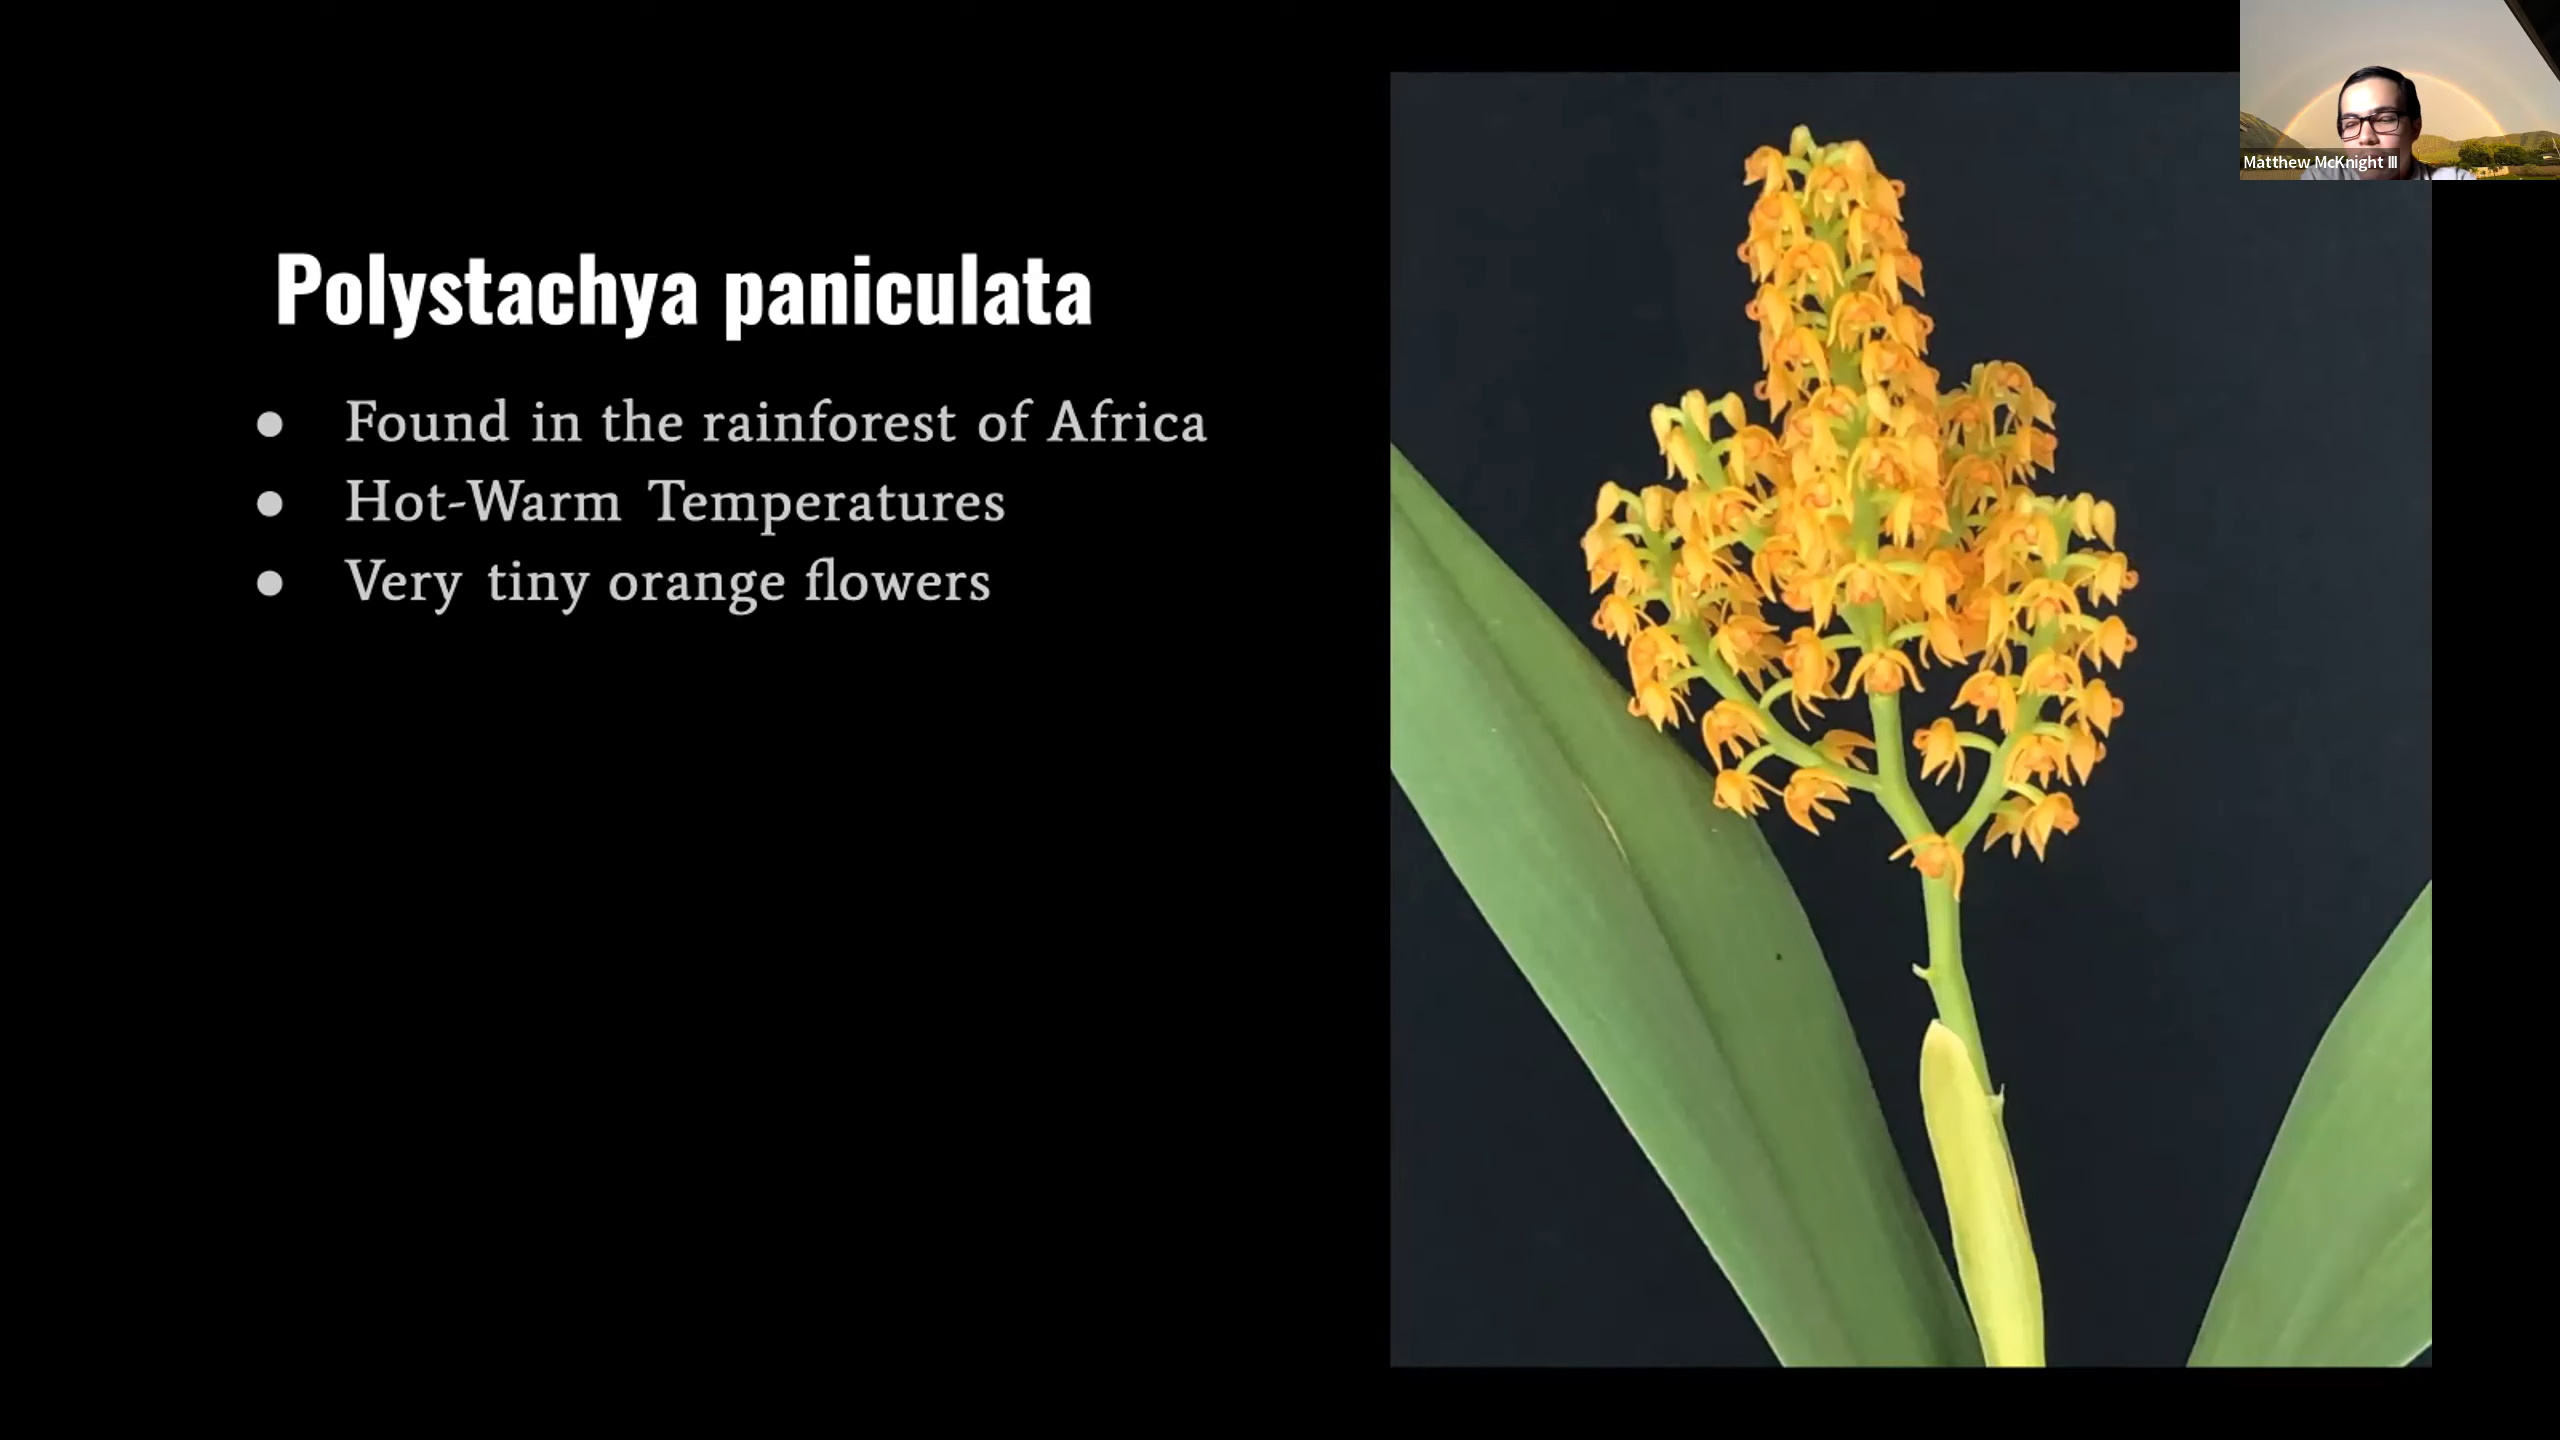 Polystachya paniculata
● Found in the rainforest of Africa
● Hot-Warm Temperatures
● Very tiny orange flowers
Matthew McKnight III